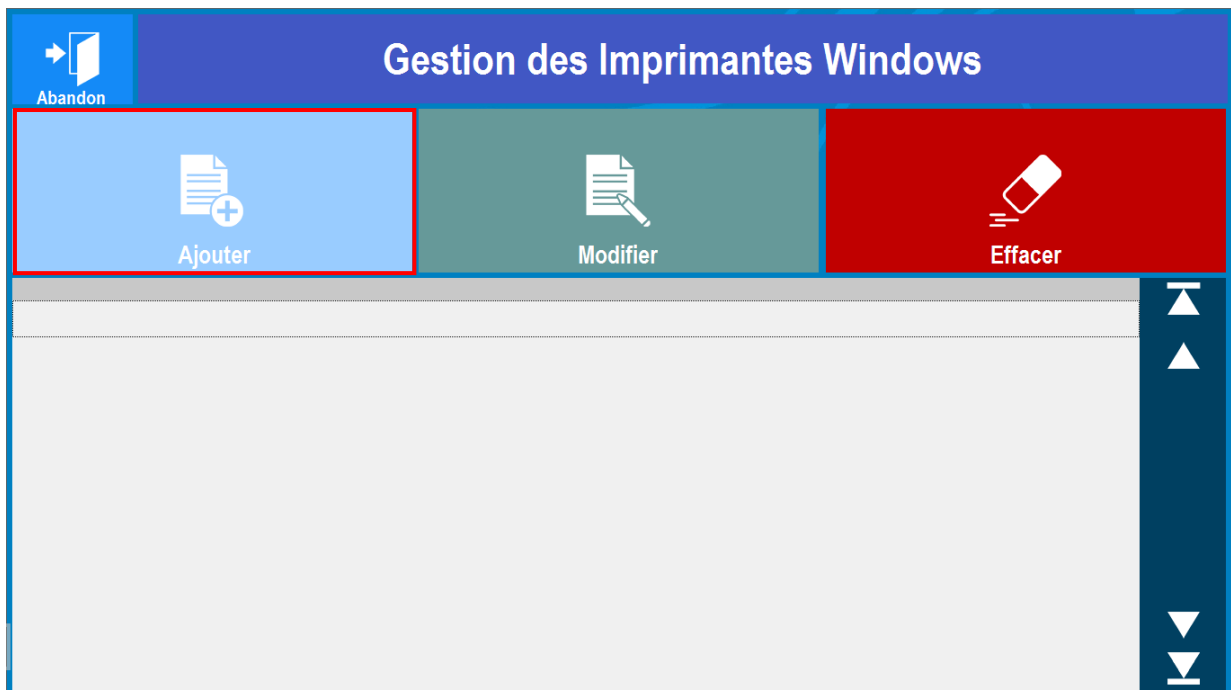 Gestion des Imprimantes Windows
Abandon
Ajouter
Modifier
Effacer